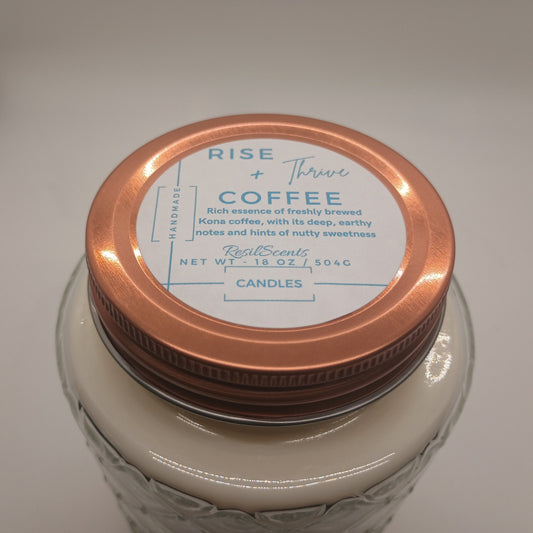 RISE
+ Thrive
COFFEE
Rich essence of freshly brewed
Kona coffee, with its deep, earthy
notes and hints of nutty sweetness
HANDMADE
ResilScents
NET WT - 18 OZ / 504G
CANDLES